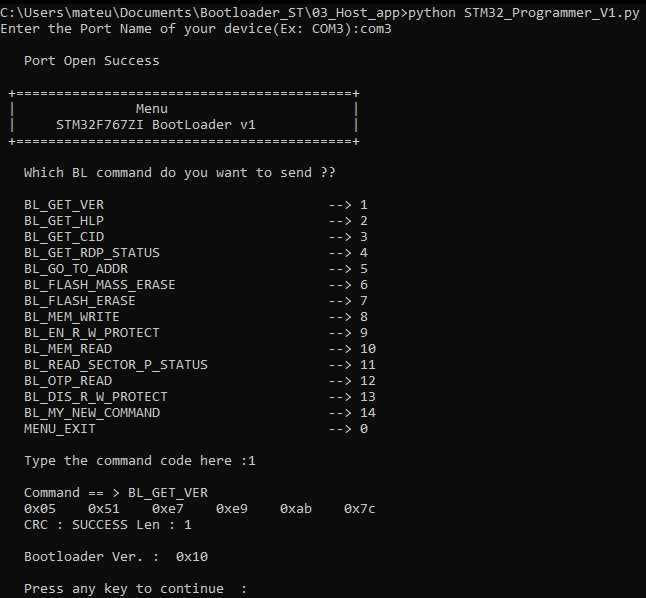 C:\Users\mateu\Documents\Bootloader_ST\03_Host_app>python STM32_Programmer_V1.py
Enter the Port Name of your device(Ex: COM3):com3
Port Open Success
+==========================================+
| Menu |
| STM32F767ZI BootLoader v1 |
+==========================================+
Which BL command do you want to send ??
BL_GET_VER --> 1
BL_GET_HLP --> 2
BL_GET_CID --> 3
BL_GET_RDP_STATUS --> 4
BL_GO_TO_ADDR --> 5
BL_FLASH_MASS_ERASE --> 6
BL_FLASH_ERASE --> 7
BL_MEM_WRITE --> 8
BL_EN_R_W_PROTECT --> 9
BL_MEM_READ --> 10
BL_READ_SECTOR_P_STATUS --> 11
BL_OTP_READ --> 12
BL_DIS_R_W_PROTECT --> 13
BL_MY_NEW_COMMAND --> 14
MENU_EXIT --> 0
Type the command code here :1
Command == > BL_GET_VER
0x05 0x51 0xe7 0xe9 0xab 0x7c
CRC : SUCCESS Len : 1
Bootloader Ver. : 0x10
Press any key to continue :